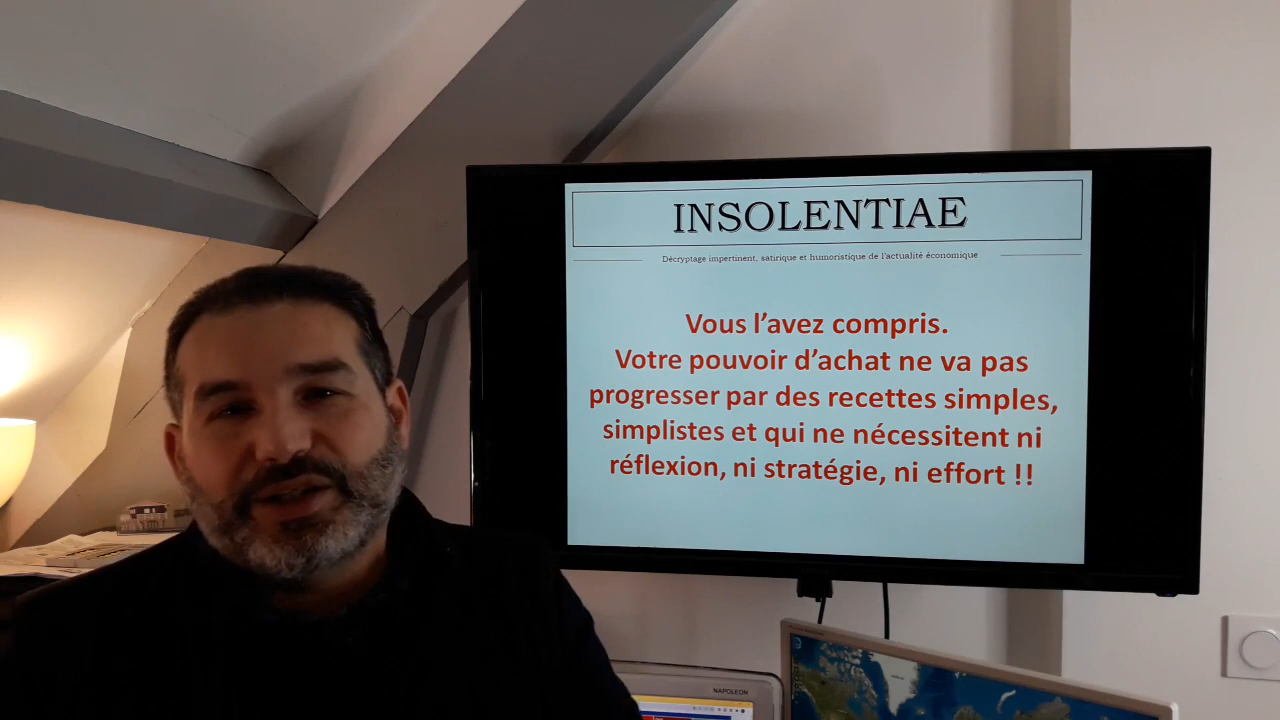 INSOLENTIAE
Décryptage impertinent, satirique et humoristique de l'actualité économique
Vous l'avez compris.
Votre pouvoir d'achat ne va pas
progresser par des recettes simples,
simplistes et qui ne nécessitent ni
réflexion, ni stratégie, ni effort !!
NAPOLEON